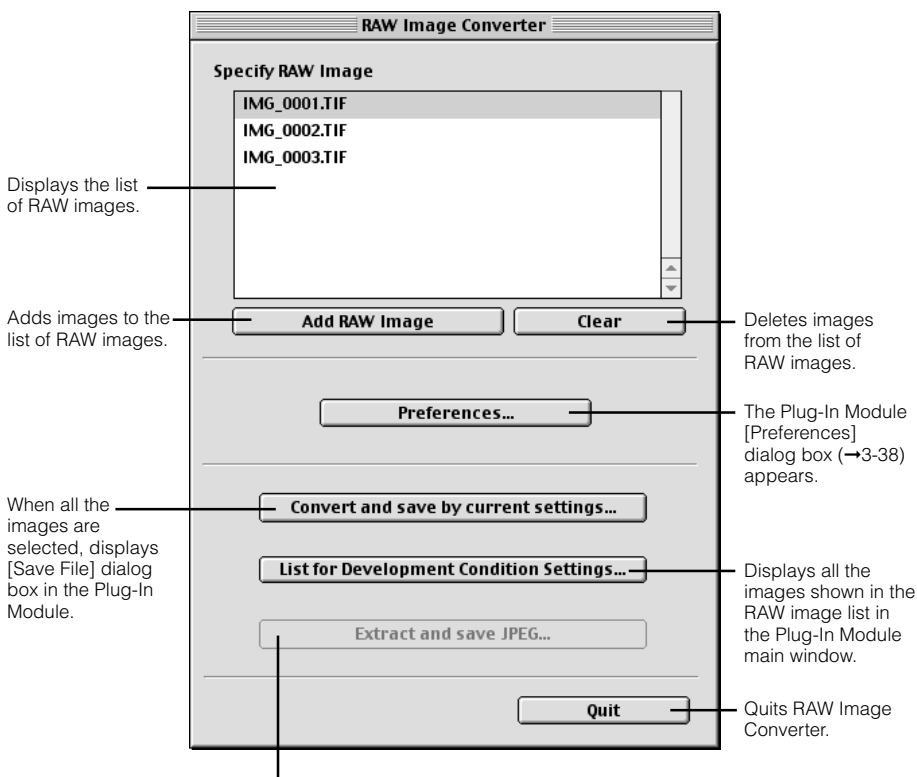 RAW Image Converter
Specify RAW Image
IMG_0001.TIF
IMG_0002.TIF
IMG_0003.TIF
Displays the list
of RAW images.
Adds images to the
list of RAW images.
Add RAW Image
Clear
Deletes images
from the list of
RAW images.
Preferences...
The Plug-In Module
[Preferences]
dialog box (➞3-38)
appears.
When all the
images are
selected, displays
[Save File] dialog
box in the Plug-In
Module.
Convert and save by current settings...
List for Development Condition Settings...
Displays all the
images shown in the
RAW image list in
the Plug-In Module
main window.
Extract and save JPEG...
Quit
Quits RAW Image
Converter.